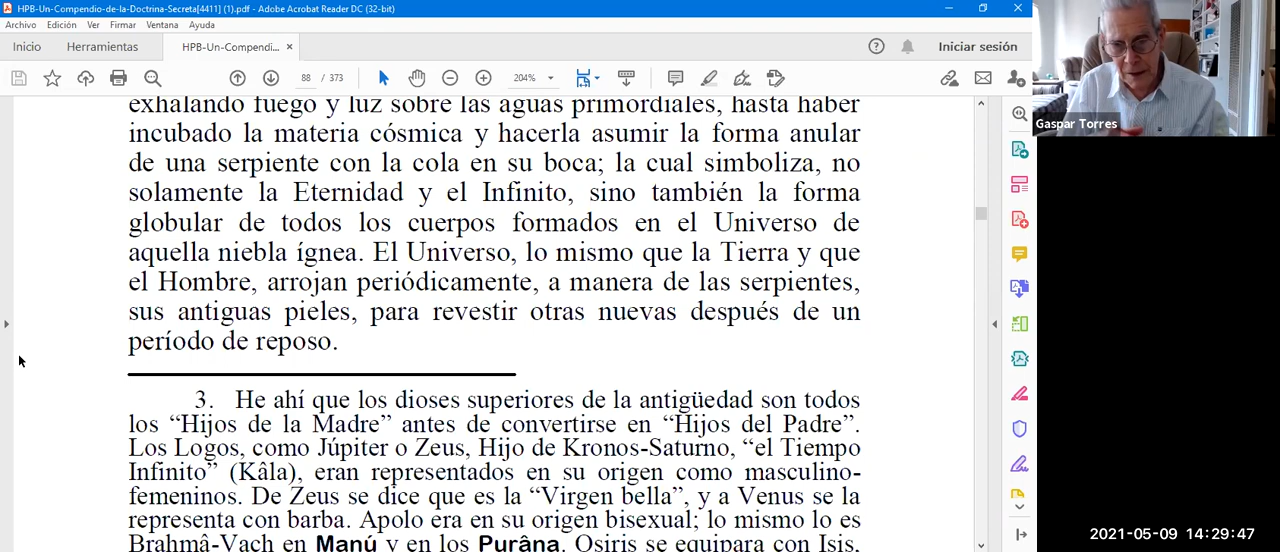 HPB-Un-Compendio-de-la-Doctrina-Secreta[4411] (1).pdf - Adobe Acrobat Reader DC (32-bit)
Archivo Edición Ver Firmar Ventana Ayuda
Inicio Herramientas HPB-Un-Compendi... × Iniciar sesión
88 / 373 204%
exhalando fuego y luz sobre las aguas primordiales, hasta haber
incubado la materia cósmica y hacerla asumir la forma anular
de una serpiente con la cola en su boca; la cual simboliza, no
solamente la Eternidad y el Infinito, sino también la forma
globular de todos los cuerpos formados en el Universo de
aquella niebla ígnea. El Universo, lo mismo que la Tierra y que
el Hombre, arrojan periódicamente, a manera de las serpientes,
sus antiguas pieles, para revestir otras nuevas después de un
período de reposo.
3. He ahí que los dioses superiores de la antigüedad son todos
los “Hijos de la Madre” antes de convertirse en “Hijos del Padre”.
Los Logos, como Júpiter o Zeus, Hijo de Kronos-Saturno, “el Tiempo
Infinito” (Kâla), eran representados en su origen como masculino-
femeninos. De Zeus se dice que es la “Virgen bella”, y a Venus se la
representa con barba. Apolo era en su origen bisexual; lo mismo lo es
Brahmâ-Vach en Manú y en los Purâna. Osiris se equipara con Isis,
Gaspar Torres
2021-05-09 14:29:47